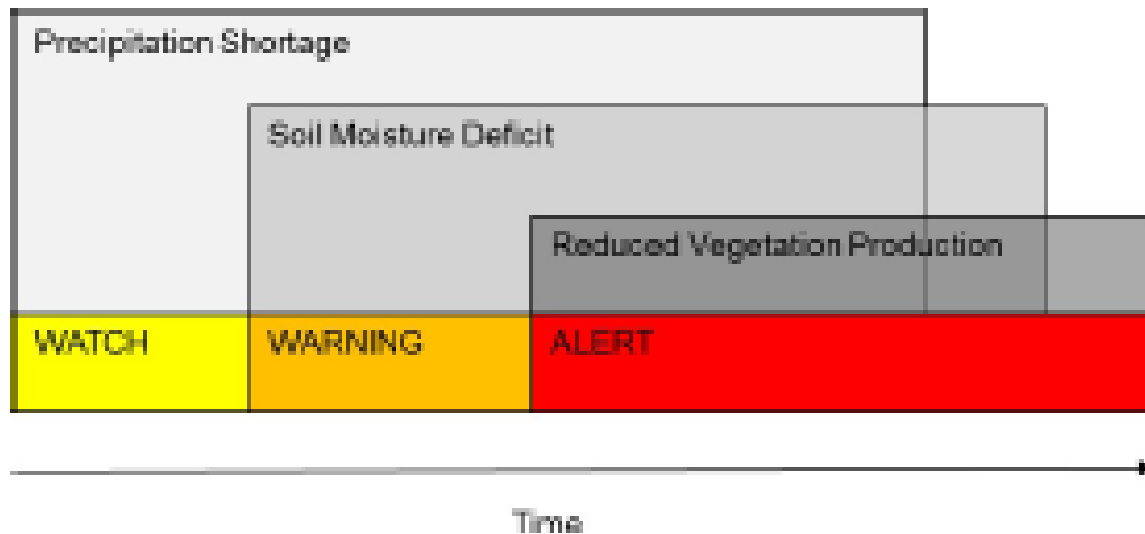 Precipitation Shortage
Soil Moisture Deficit
Reduced Vegetation Production
WATCH WARNING ALERT
Time